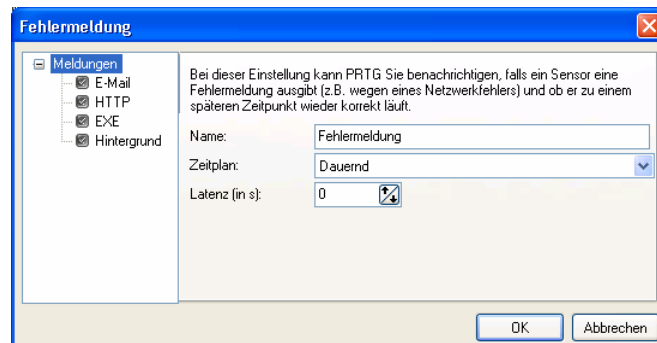 Fehlermeldung
Meldungen
E-Mail
HTTP
EXE
Hintergrund
Bei dieser Einstellung kann PRTG Sie benachrichtigen, falls ein Sensor eine
Fehlermeldung ausgibt (z.B. wegen eines Netzwerkfehlers) und ob er zu einem
späteren Zeitpunkt wieder korrekt läuft.
Name: Fehlermeldung
Zeitplan: Dauernd
Latenz (in s): 0
OK Abbrechen